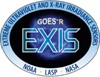 EXTREME ULTRAVIOLET AND X-RAY IRRADIANCE SENSORS
GOES-R
EXIS
NOAA - LASP - NASA